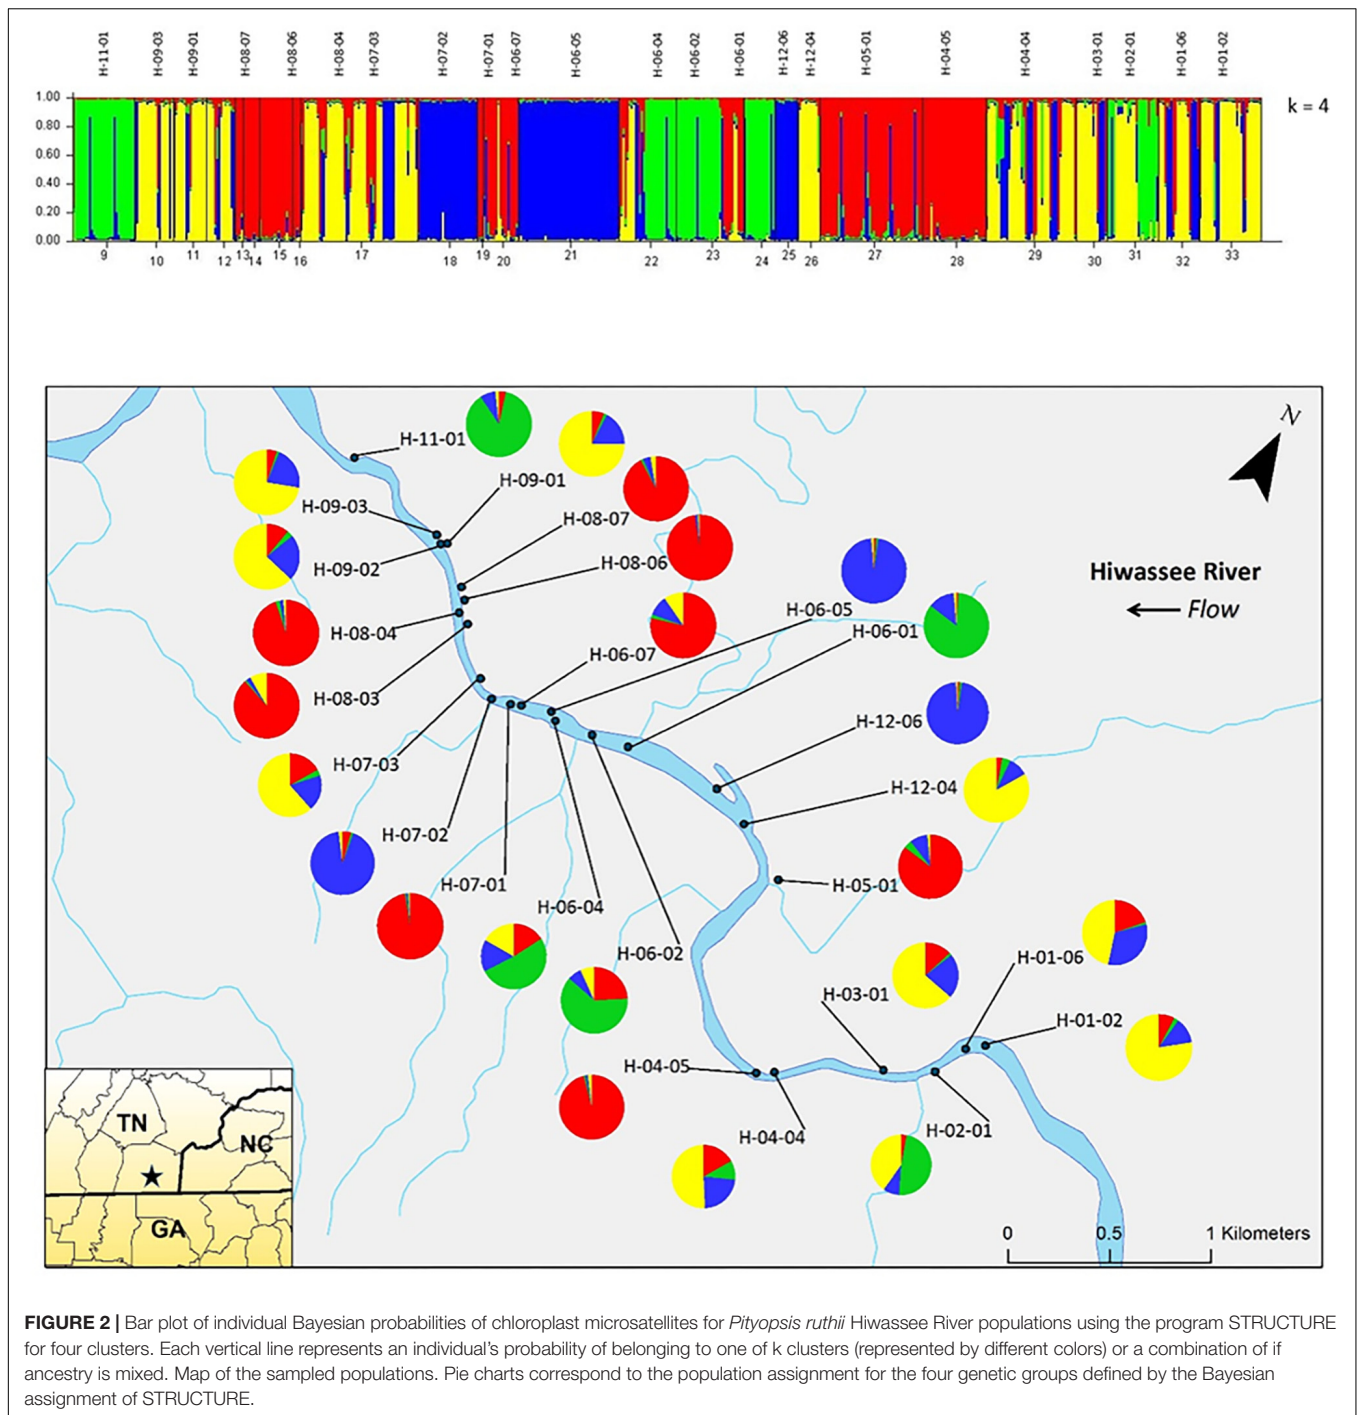 H-11-01 H-09-03 H-09-01 H-08-07 H-08-06 H-08-04 H-07-03 H-07-02 H-07-01 H-06-07 H-06-05 H-06-04 H-06-02 H-06-01 H-12-06 H-12-04 H-05-01 H-04-05 H-04-04 H-03-01 H-02-01 H-01-06 H-01-02
1.00
k = 4
0.80
0.60
0.40
0.20
0.00
9 10 11 12 13 14 15 16 17 18 19 20 21 22 23 24 25 26 27 28 29 30 31 32 33
N
H-11-01
H-09-01
H-09-03
H-08-07
H-08-06
H-09-02
Hiwassee River
Flow
H-06-05
H-06-01
H-08-04
H-06-07
H-08-03
H-12-06
H-07-03
H-12-04
H-07-02
H-07-01
H-05-01
H-06-04
H-06-02
H-01-06
H-03-01
H-01-02
H-04-05
H-02-01
H-04-04
TN
NC
GA
0 0.5 1 Kilometers
FIGURE 2 | Bar plot of individual Bayesian probabilities of chloroplast microsatellites for Pityopsis ruthii Hiwassee River populations using the program STRUCTURE
for four clusters. Each vertical line represents an individual's probability of belonging to one of k clusters (represented by different colors) or a combination of if
ancestry is mixed. Map of the sampled populations. Pie charts correspond to the population assignment for the four genetic groups defined by the Bayesian
assignment of STRUCTURE.